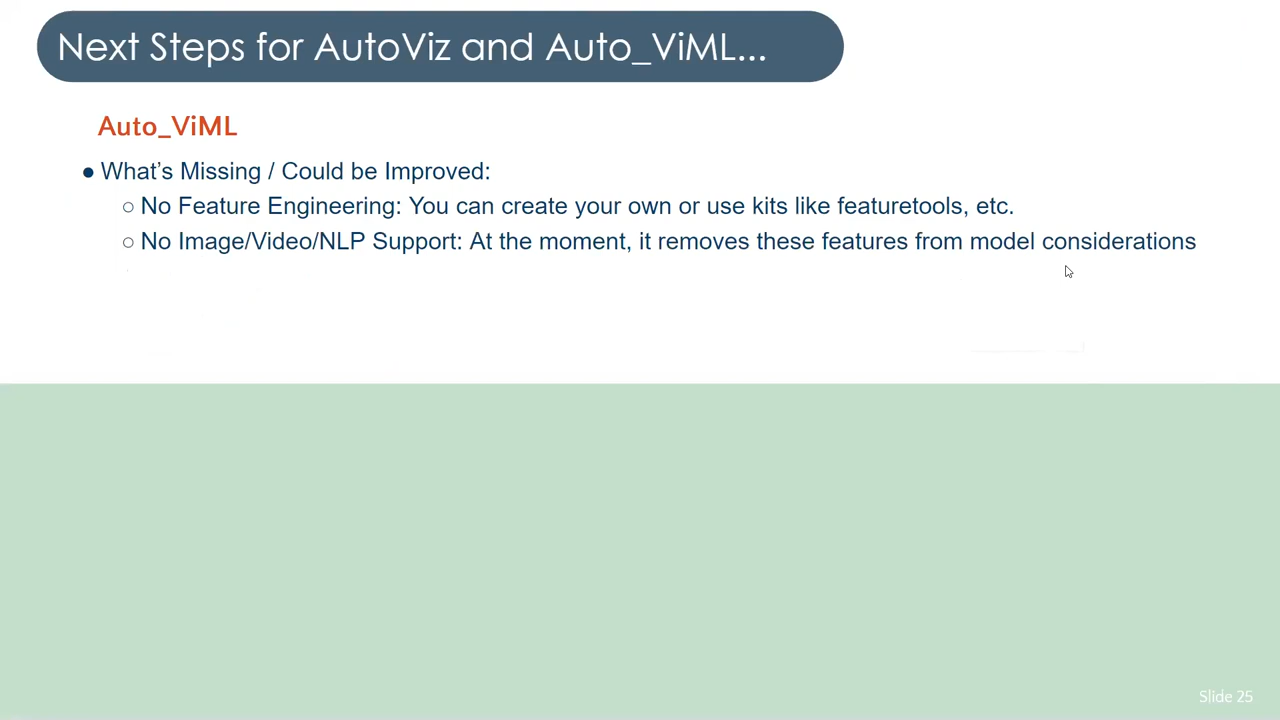 Next Steps for AutoViz and Auto_ViML...
Auto_ViML
● What's Missing / Could be Improved:
○ No Feature Engineering: You can create your own or use kits like featuretools, etc.
○ No Image/Video/NLP Support: At the moment, it removes these features from model considerations
Slide 25